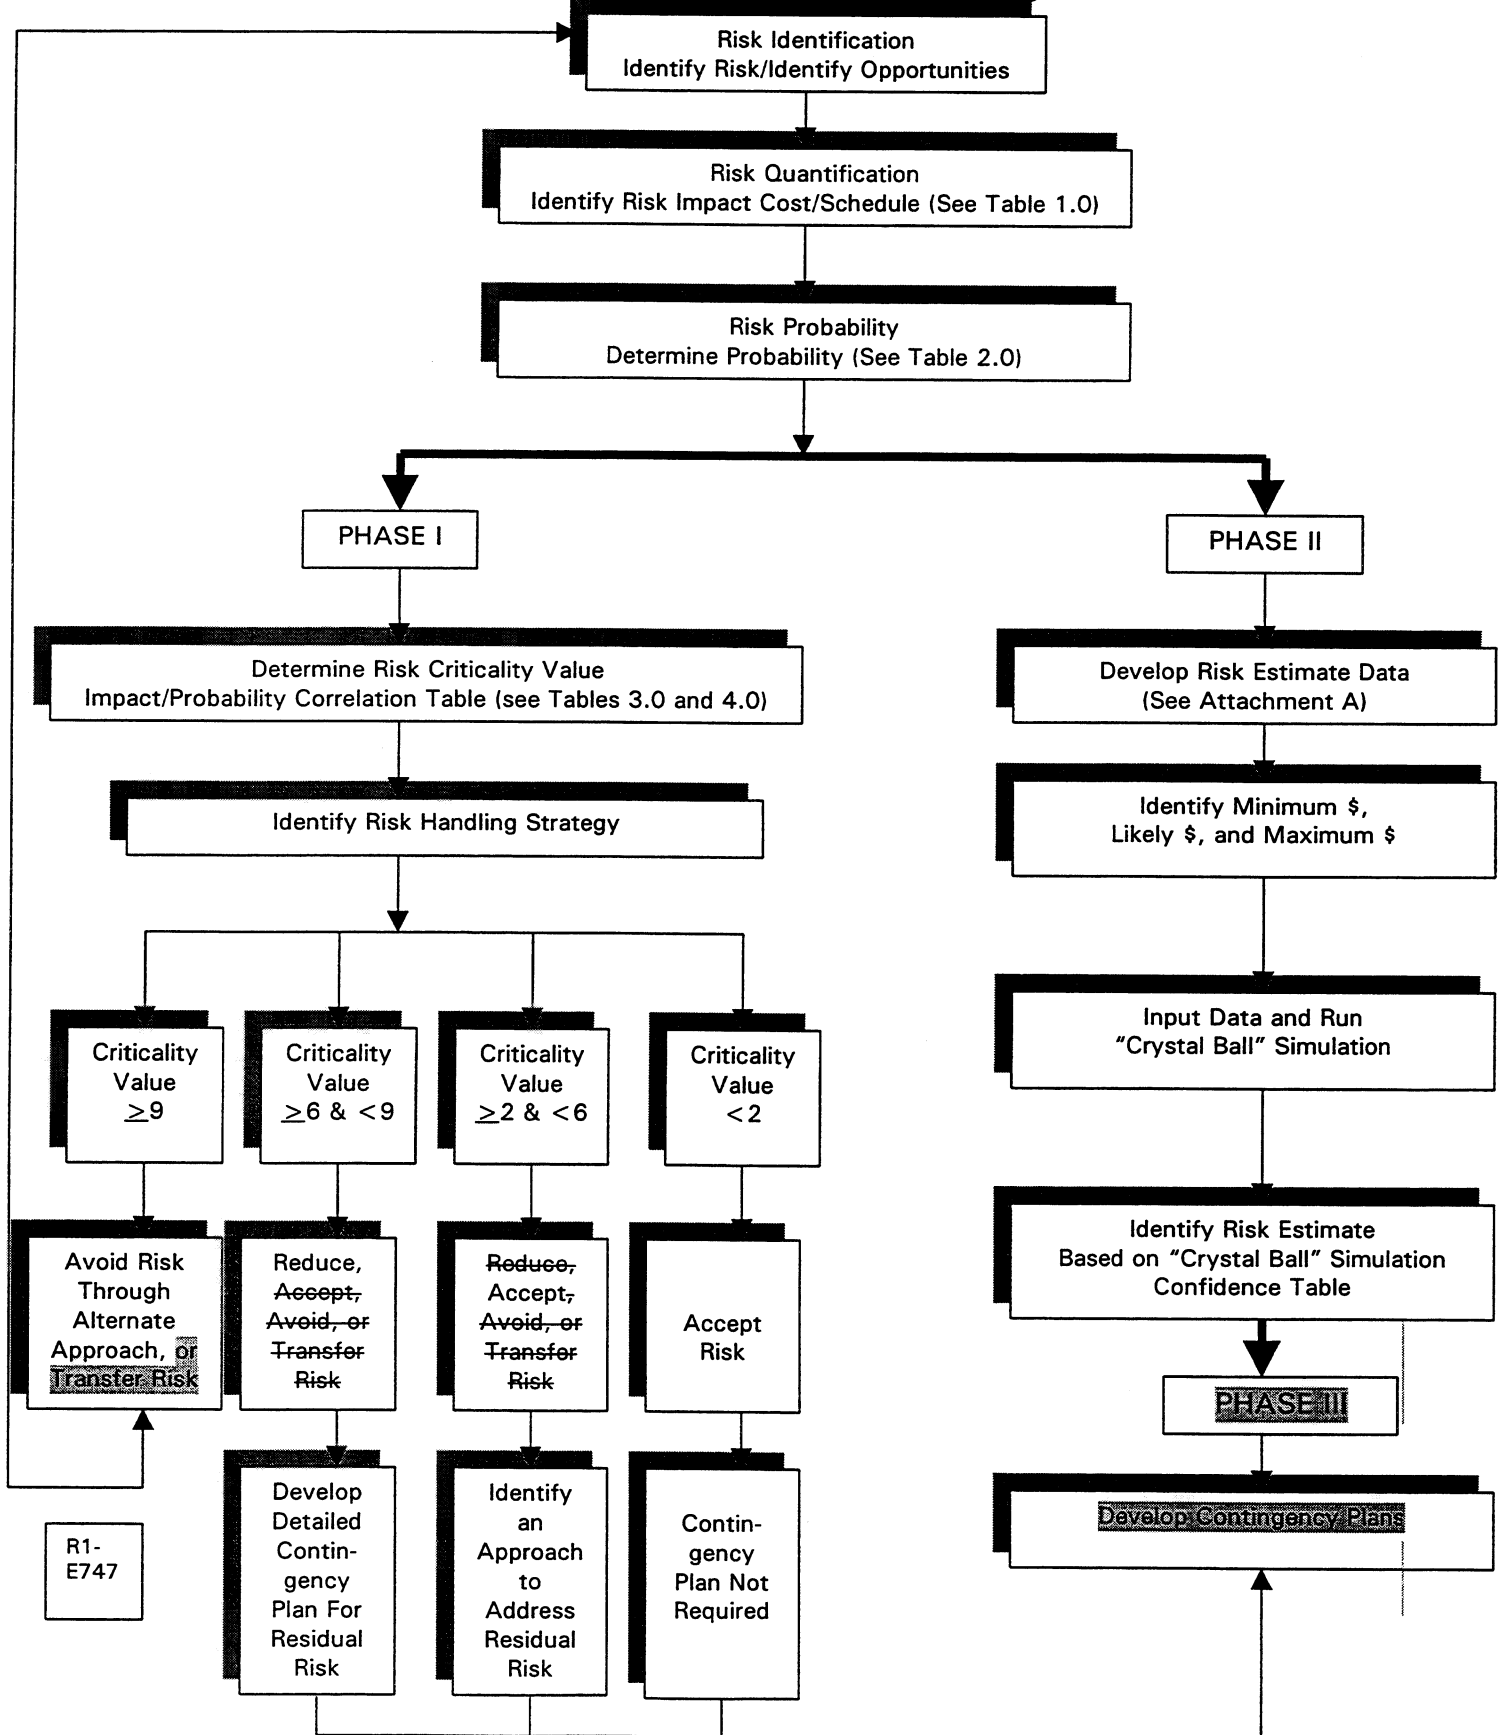 Risk Identification
Identify Risk/Identify Opportunities
Risk Quantification
Identify Risk Impact Cost/Schedule (See Table 1.0)
Risk Probability
Determine Probability (See Table 2.0)
PHASE I
PHASE II
Determine Risk Criticality Value
Impact/Probability Correlation Table (see Tables 3.0 and 4.0)
Develop Risk Estimate Data
(See Attachment A)
Identify Risk Handling Strategy
Identify Minimum $,
Likely $, and Maximum $
Input Data and Run
"Crystal Ball" Simulation
Criticality
Value
≥9
Criticality
Value
≥6 & <9
Criticality
Value
≥2 & <6
Criticality
Value
<2
Identify Risk Estimate
Based on "Crystal Ball" Simulation
Confidence Table
Avoid Risk
Through
Alternate
Approach, or
Transfer Risk
Reduce,
Accept,
Avoid, or
Transfer
Risk
Reduce,
Accept,
Avoid, or
Transfer
Risk
Accept
Risk
PHASE III
Develop Contingency Plans
R1-
E747
Develop
Detailed
Contin-
gency
Plan For
Residual
Risk
Identify
an
Approach
to
Address
Residual
Risk
Contin-
gency
Plan Not
Required